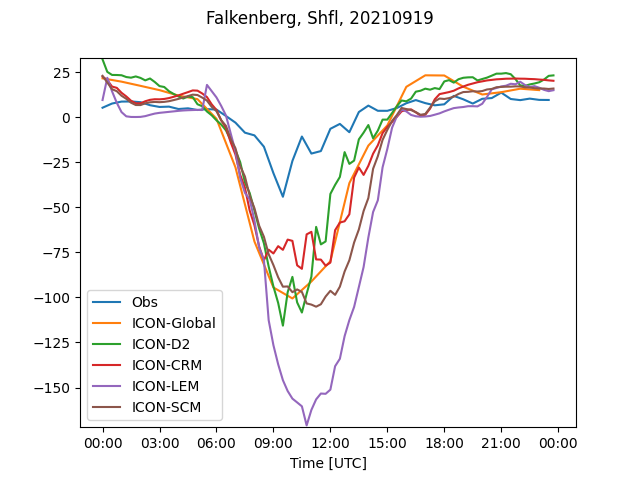 Falkenberg, Shfl, 20210919
25
0
−25
−50
−75
−100
−125
−150
Obs
ICON-Global
ICON-D2
ICON-CRM
ICON-LEM
ICON-SCM
00:00 03:00 06:00 09:00 12:00 15:00 18:00 21:00 00:00
Time [UTC]